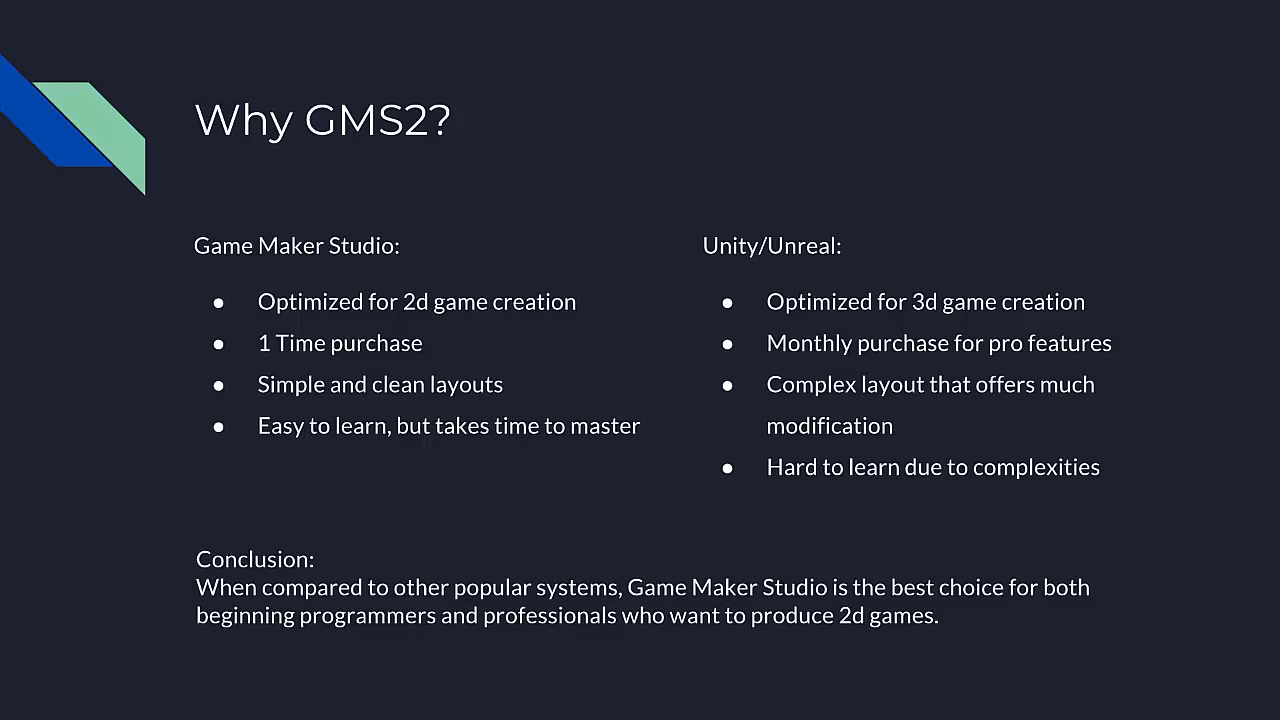 Why GMS2?
Game Maker Studio:
● Optimized for 2d game creation
● 1 Time purchase
● Simple and clean layouts
● Easy to learn, but takes time to master
Unity/Unreal:
● Optimized for 3d game creation
● Monthly purchase for pro features
● Complex layout that offers much
modification
● Hard to learn due to complexities
Conclusion:
When compared to other popular systems, Game Maker Studio is the best choice for both
beginning programmers and professionals who want to produce 2d games.